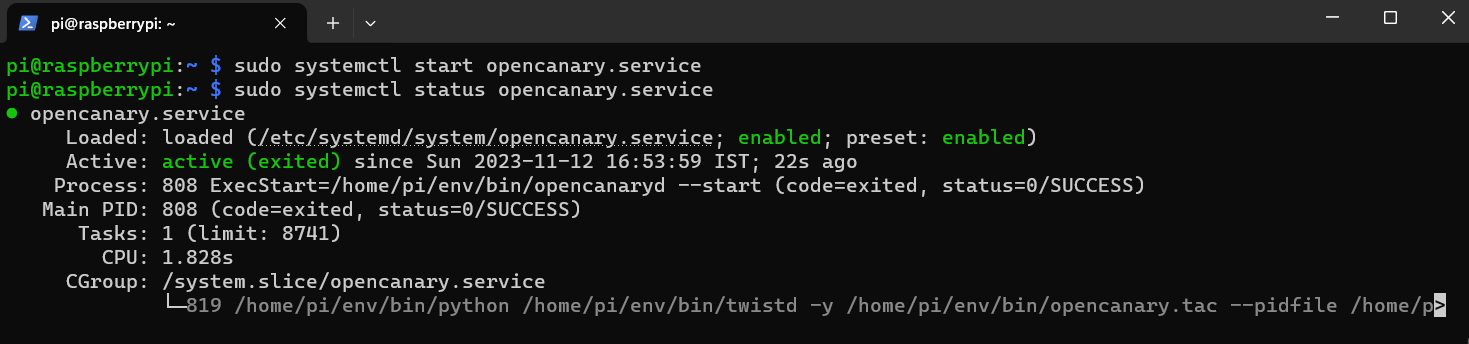 pi@raspberrypi: ~
pi@raspberrypi:~ $ sudo systemctl start opencanary.service
pi@raspberrypi:~ $ sudo systemctl status opencanary.service
● opencanary.service
Loaded: loaded (/etc/systemd/system/opencanary.service; enabled; preset: enabled)
Active: active (exited) since Sun 2023-11-12 16:53:59 IST; 22s ago
Process: 808 ExecStart=/home/pi/env/bin/opencanaryd --start (code=exited, status=0/SUCCESS)
Main PID: 808 (code=exited, status=0/SUCCESS)
Tasks: 1 (limit: 8741)
CPU: 1.828s
CGroup: /system.slice/opencanary.service
└─819 /home/pi/env/bin/python /home/pi/env/bin/twistd -y /home/pi/env/bin/opencanary.tac --pidfile /home/p>